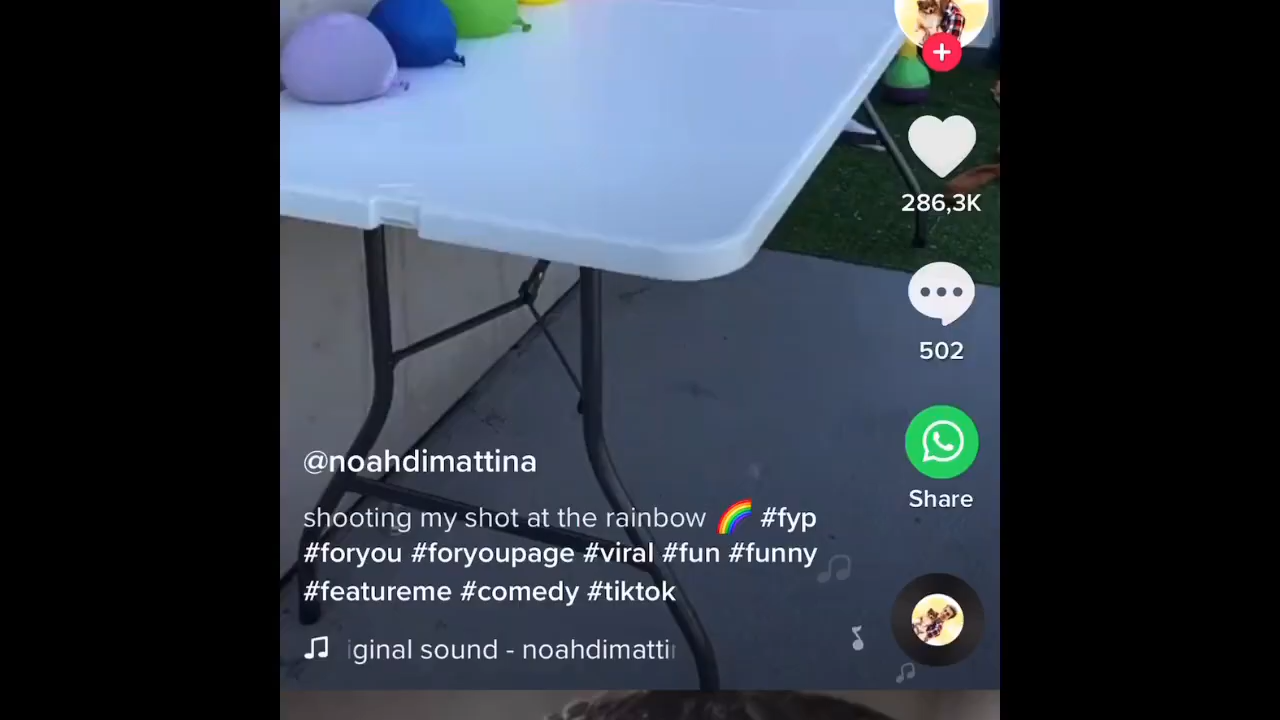 286,3K
502
Share
@noahdimattina
shooting my shot at the rainbow 🌈 #fyp
#foryou #foryoupage #viral #fun #funny
#featureme #comedy #tiktok
iginal sound - noahdimattin